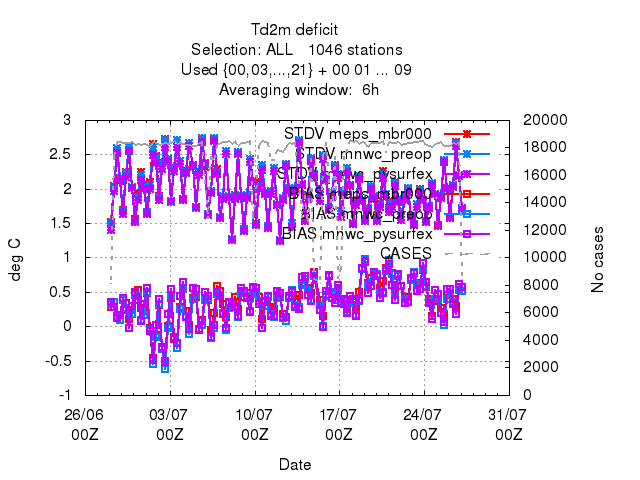 Td2m deficit
Selection: ALL   1046 stations
Used {00,03,...,21} + 00 01 ... 09
Averaging window:  6h
3 20000
2.5 18000
2 16000
1.5 14000
1 12000
0.5 10000
0 8000
-0.5 6000
-1 4000
2000
0
STDV meps_mbr000
STDV mnwc_preop
STDV mnwc_pysurfex
BIAS meps_mbr000
BIAS mnwc_preop
BIAS mnwc_pysurfex
CASES
deg C
No cases
26/06 03/07 10/07 17/07 24/07 31/07
00Z 00Z 00Z 00Z 00Z 00Z
Date